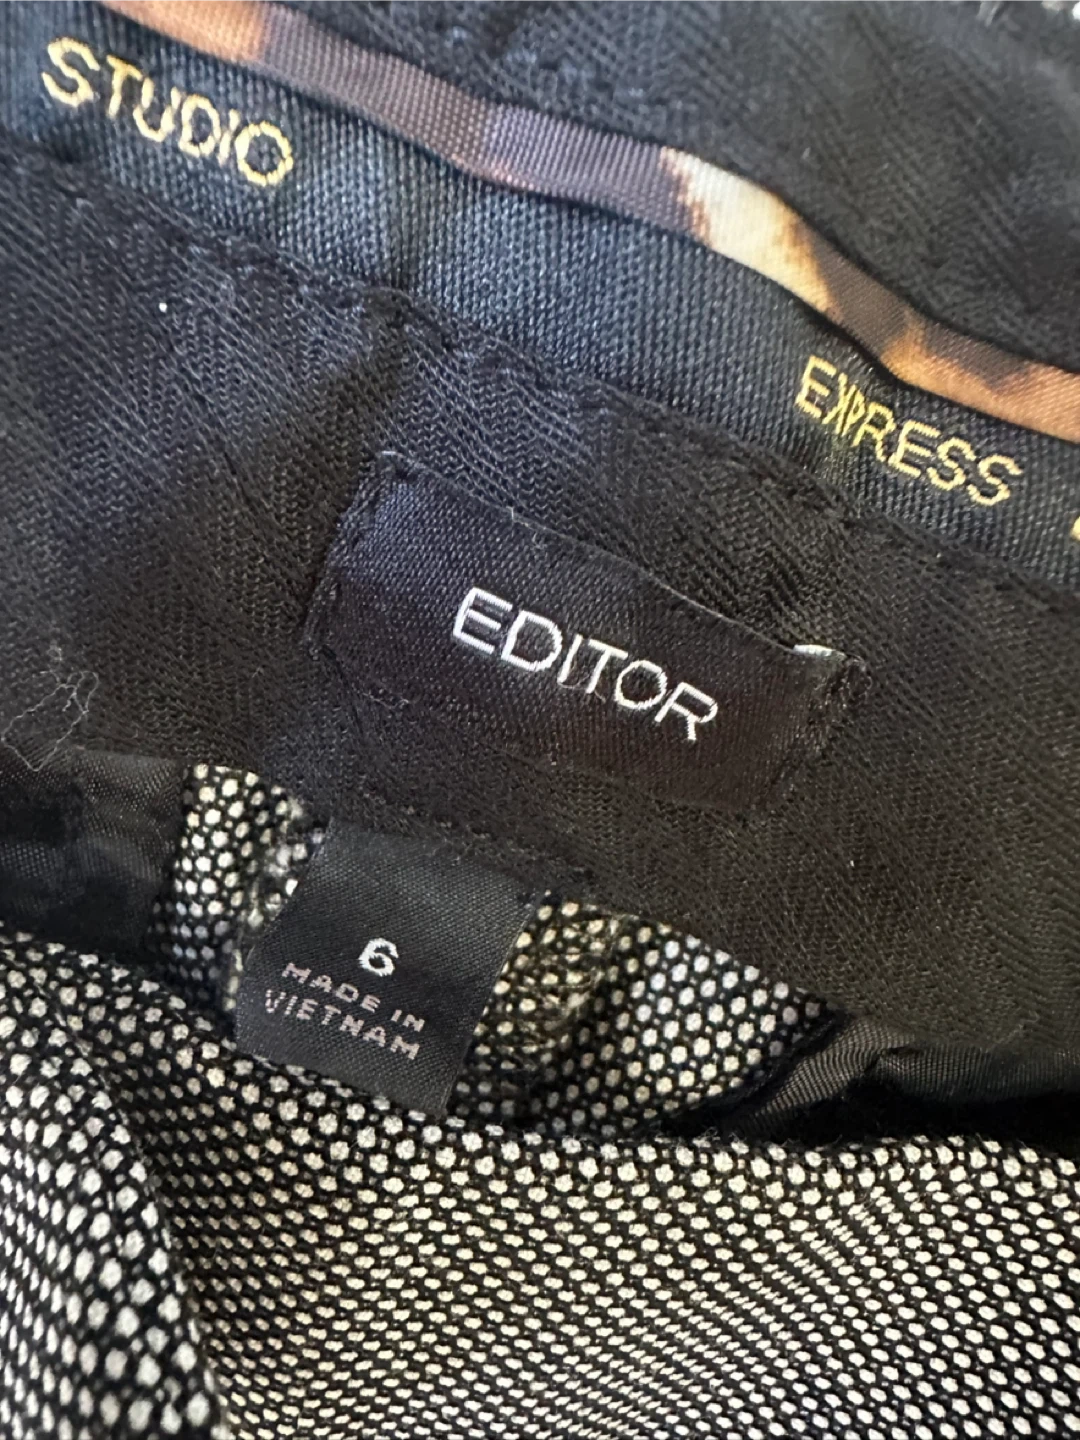 STUDIO
EXPRESS
EDITOR
6
MADE IN
VIETNAM